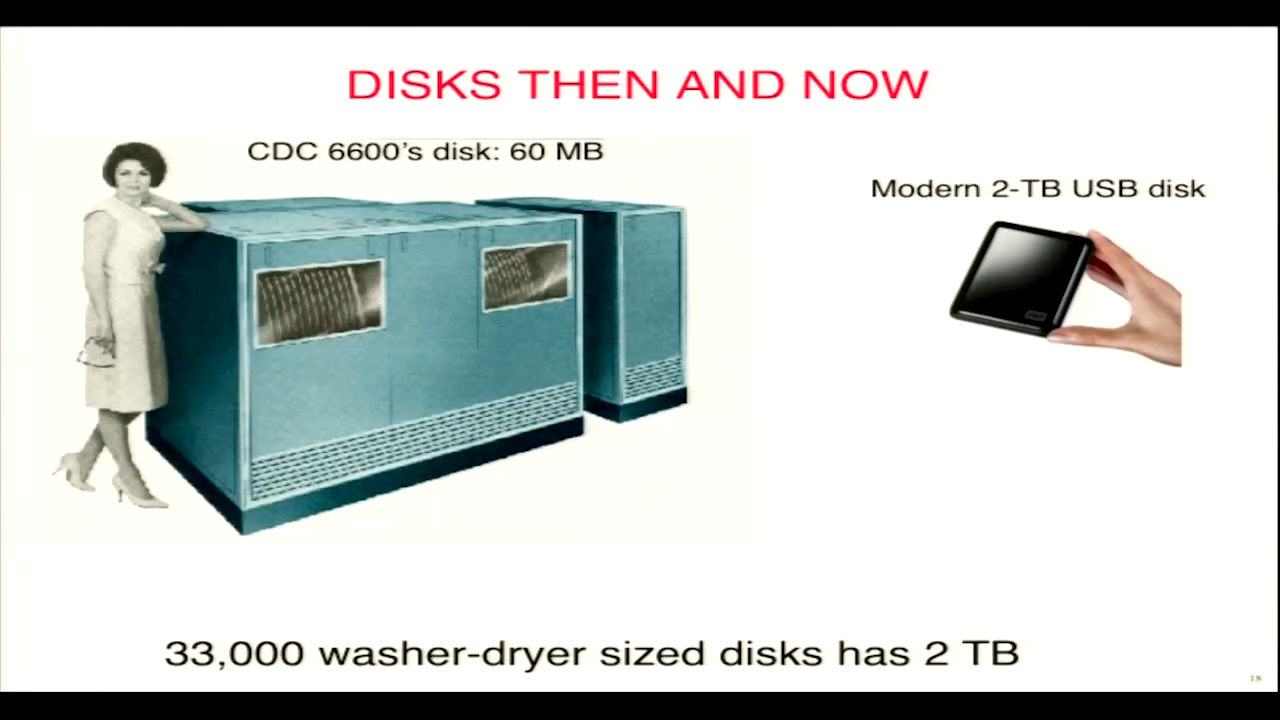 DISKS THEN AND NOW
CDC 6600's disk: 60 MB
Modern 2-TB USB disk
33,000 washer-dryer sized disks has 2 TB
18